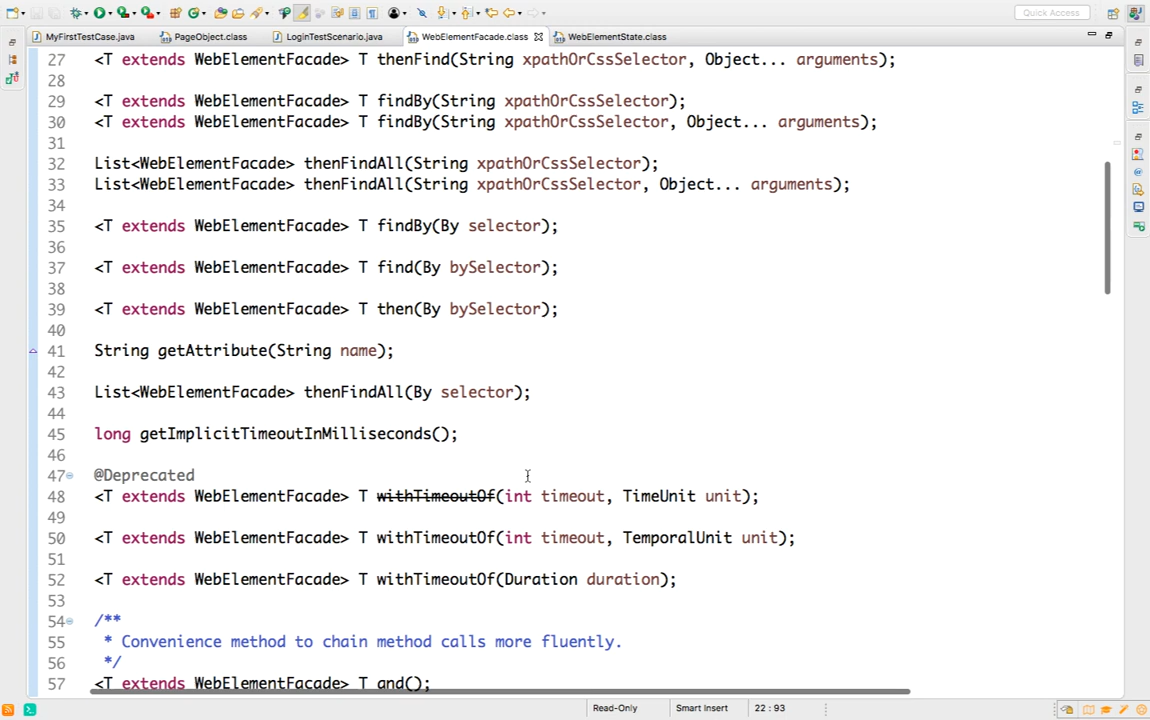 Quick Access
MyFirstTestCase.java
PageObject.class
LoginTestScenario.java
WebElementFacade.class
WebElementState.class
27 <T extends WebElementFacade> T thenFind(String xpathOrCssSelector, Object... arguments);
28
29 <T extends WebElementFacade> T findBy(String xpathOrCssSelector);
30 <T extends WebElementFacade> T findBy(String xpathOrCssSelector, Object... arguments);
31
32 List<WebElementFacade> thenFindAll(String xpathOrCssSelector);
33 List<WebElementFacade> thenFindAll(String xpathOrCssSelector, Object... arguments);
34
35 <T extends WebElementFacade> T findBy(By selector);
36
37 <T extends WebElementFacade> T find(By bySelector);
38
39 <T extends WebElementFacade> T then(By bySelector);
40
41 String getAttribute(String name);
42
43 List<WebElementFacade> thenFindAll(By selector);
44
45 long getImplicitTimeoutInMilliseconds();
46
47 @Deprecated
48 <T extends WebElementFacade> T withTimeoutOf(int timeout, TimeUnit unit);
49
50 <T extends WebElementFacade> T withTimeoutOf(int timeout, TemporalUnit unit);
51
52 <T extends WebElementFacade> T withTimeoutOf(Duration duration);
53
54 /**
55 * Convenience method to chain method calls more fluently.
56 */
57 <T extends WebElementFacade> T and();
Read-Only
Smart Insert
22 : 93